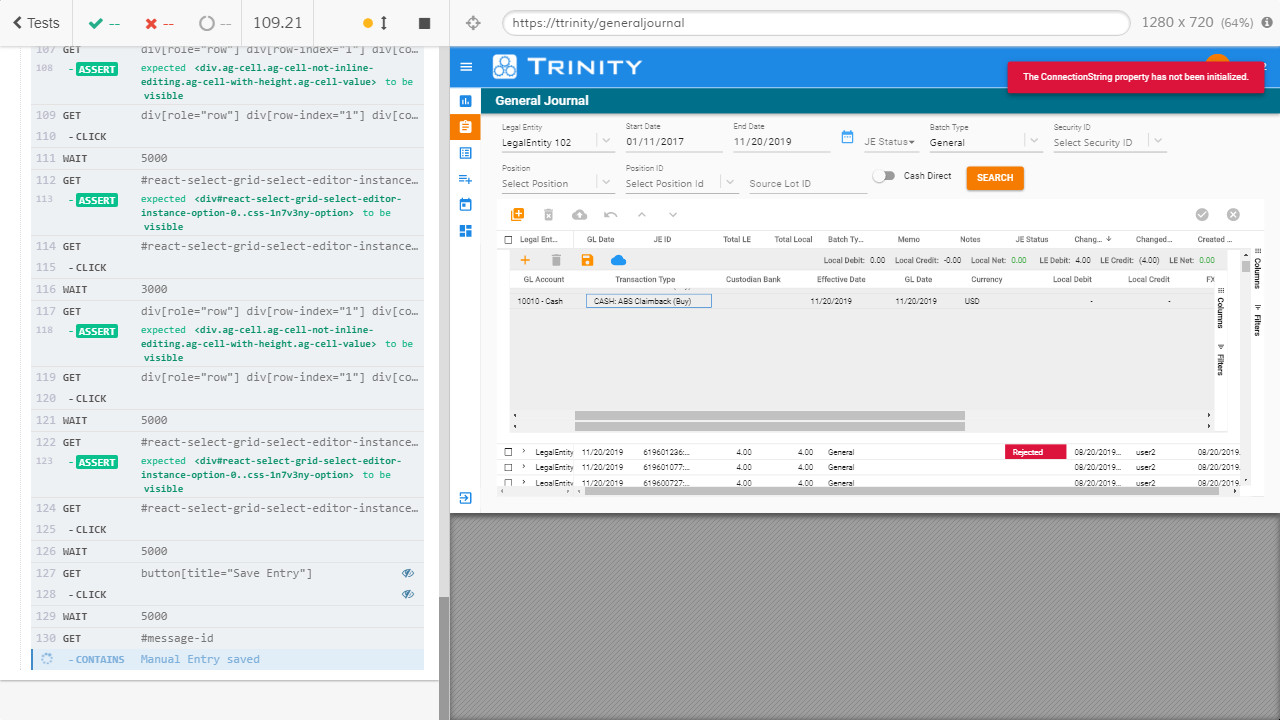 Tests
--
--
--
109.21
https://ttrinity/generaljournal
1280 x 720 (64%)
107 GET div[role="row"] div[row-index="1"] div[co…
108 - ASSERT expected <div.ag-cell.ag-cell-not-inline-
editing.ag-cell-with-height.ag-cell-value> to be
visible
109 GET div[role="row"] div[row-index="1"] div[co…
110 - CLICK
111 WAIT 5000
112 GET #react-select-grid-select-editor-instance…
113 - ASSERT expected <div#react-select-grid-select-editor-
instance-option-0..css-1n7v3ny-option> to be
visible
114 GET #react-select-grid-select-editor-instance…
115 - CLICK
116 WAIT 3000
117 GET div[role="row"] div[row-index="1"] div[co…
118 - ASSERT expected <div.ag-cell.ag-cell-not-inline-
editing.ag-cell-with-height.ag-cell-value> to be
visible
119 GET div[role="row"] div[row-index="1"] div[co…
120 - CLICK
121 WAIT 5000
122 GET #react-select-grid-select-editor-instance…
123 - ASSERT expected <div#react-select-grid-select-editor-
instance-option-0..css-1n7v3ny-option> to be
visible
124 GET #react-select-grid-select-editor-instance…
125 - CLICK
126 WAIT 5000
127 GET button[title="Save Entry"]
128 - CLICK
129 WAIT 5000
130 GET #message-id
- CONTAINS Manual Entry saved
TRINITY
The ConnectionString property has not been initialized.
General Journal
Legal Entity Start Date End Date Batch Type Security ID
LegalEntity 102 01/11/2017 11/20/2019 JE Status General Select Security ID
Position Position ID
Select Position Select Position Id Source Lot ID Cash Direct SEARCH
Legal Ent... GL Date JE ID Total LE Total Local Batch Ty... Memo Notes JE Status Chang... Changed... Created ...
Local Debit: 0.00 Local Credit: -0.00 Local Net: 0.00 LE Debit: 4.00 LE Credit: (4.00) LE Net: 0.00
GL Account Transaction Type Custodian Bank Effective Date GL Date Currency Local Debit Local Credit FX
10010 - Cash CASH: ABS Claimback (Buy) 11/20/2019 11/20/2019 USD - -
Columns
Filters
Columns
Filters
LegalEntity 11/20/2019 619601236:... 4.00 4.00 General Rejected 08/20/2019... user2 08/20/2019
LegalEntity 11/20/2019 619601077:... 4.00 4.00 General 08/20/2019... user2 08/20/2019
LegalEntity 11/20/2019 619600727:... 4.00 4.00 General 08/20/2019... user2 08/20/2019